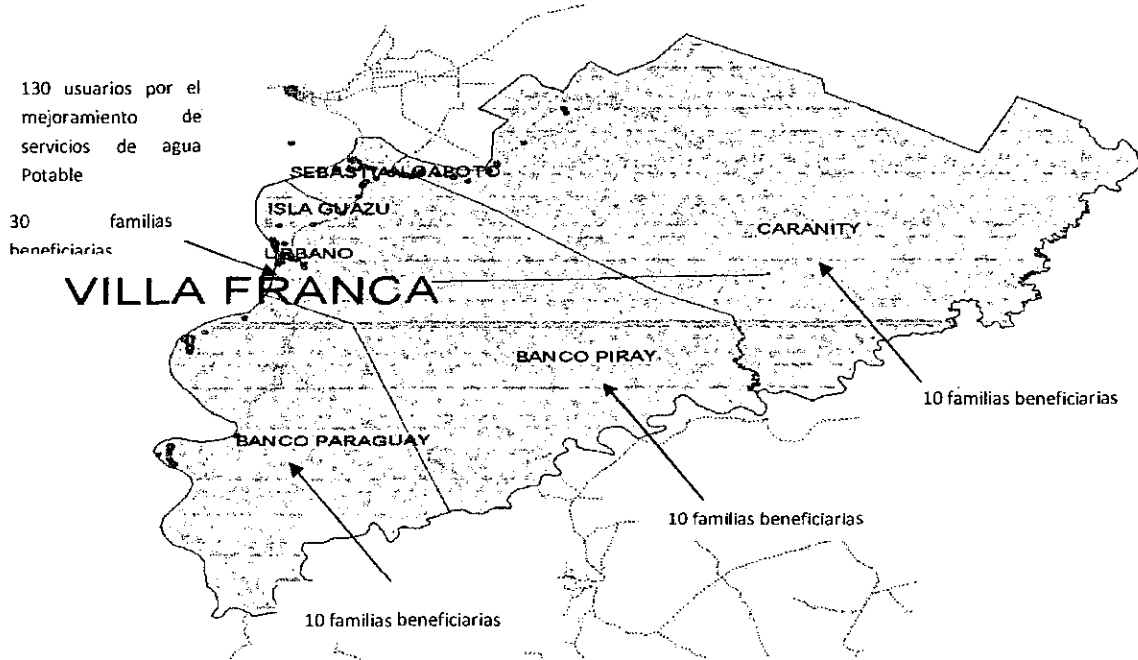 130 usuarios por el
mejoramiento de
servicios de agua
Potable
30 familias
beneficiarias
SEBASTIAN GABOTO
ISLA GUAZU
URBANO
VILLA FRANCA
CARANITY
BANCO PIRAY
BANCO PARAGUAY
10 familias beneficiarias
10 familias beneficiarias
10 familias beneficiarias